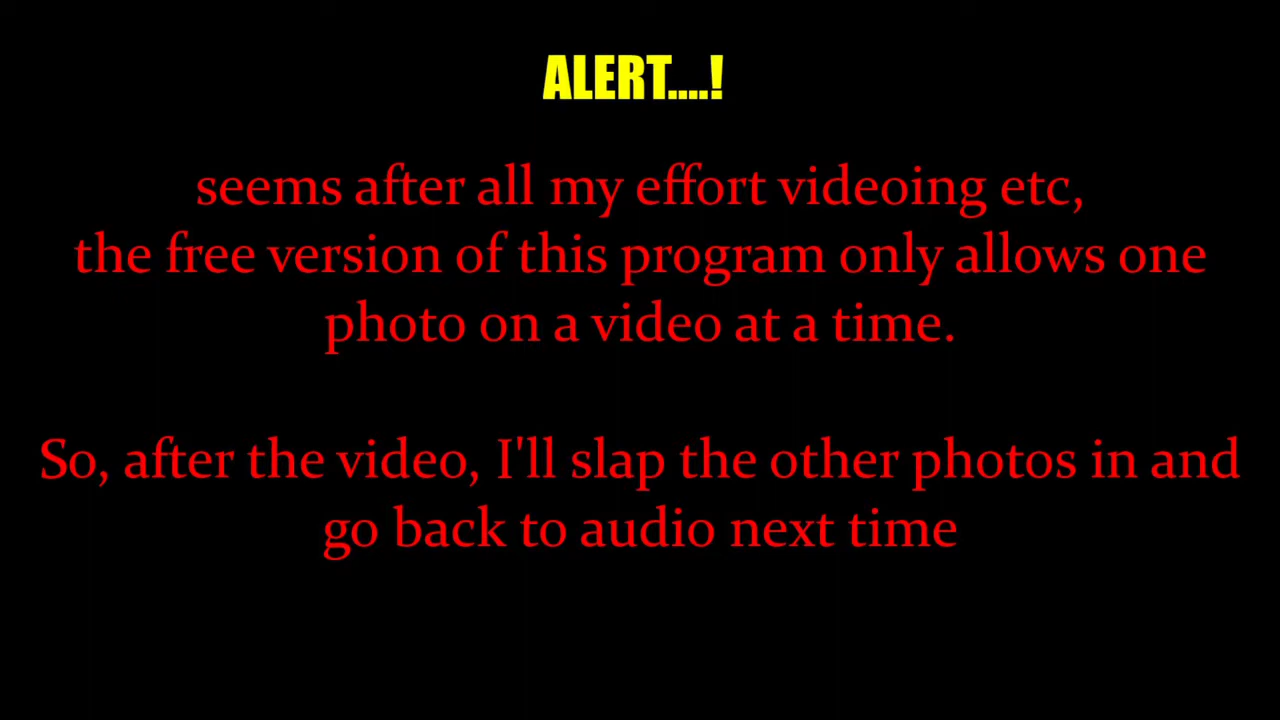 ALERT....!
seems after all my effort videoing etc,
the free version of this program only allows one
photo on a video at a time.
So, after the video, I'll slap the other photos in and
go back to audio next time